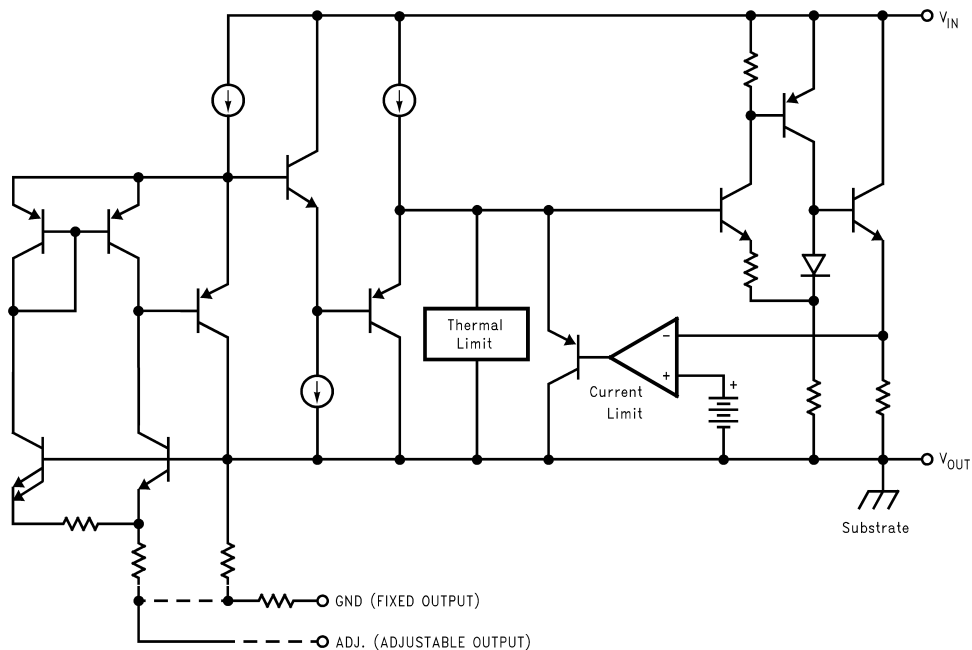 V_IN
Thermal
Limit
−
+
Current
Limit
+
V_OUT
Substrate
GND (FIXED OUTPUT)
ADJ. (ADJUSTABLE OUTPUT)